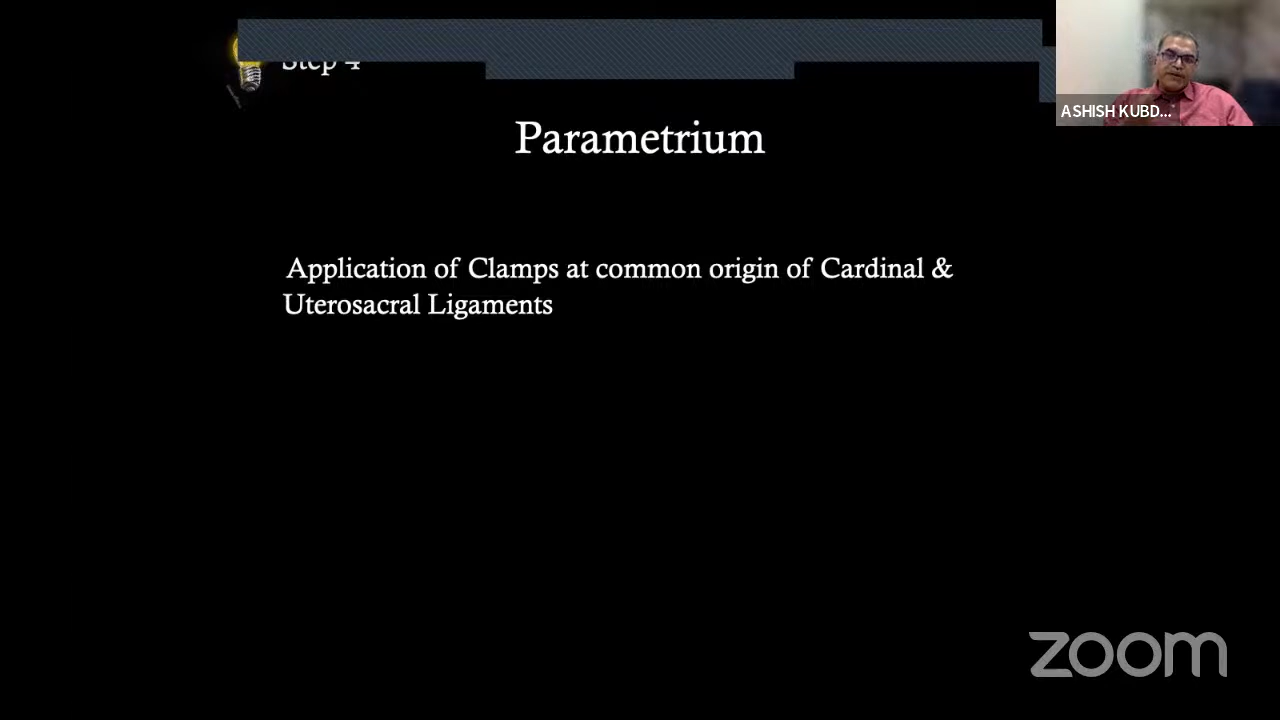 Step 4
ASHISH KUBD...
Parametrium
Application of Clamps at common origin of Cardinal &
Uterosacral Ligaments
zoom